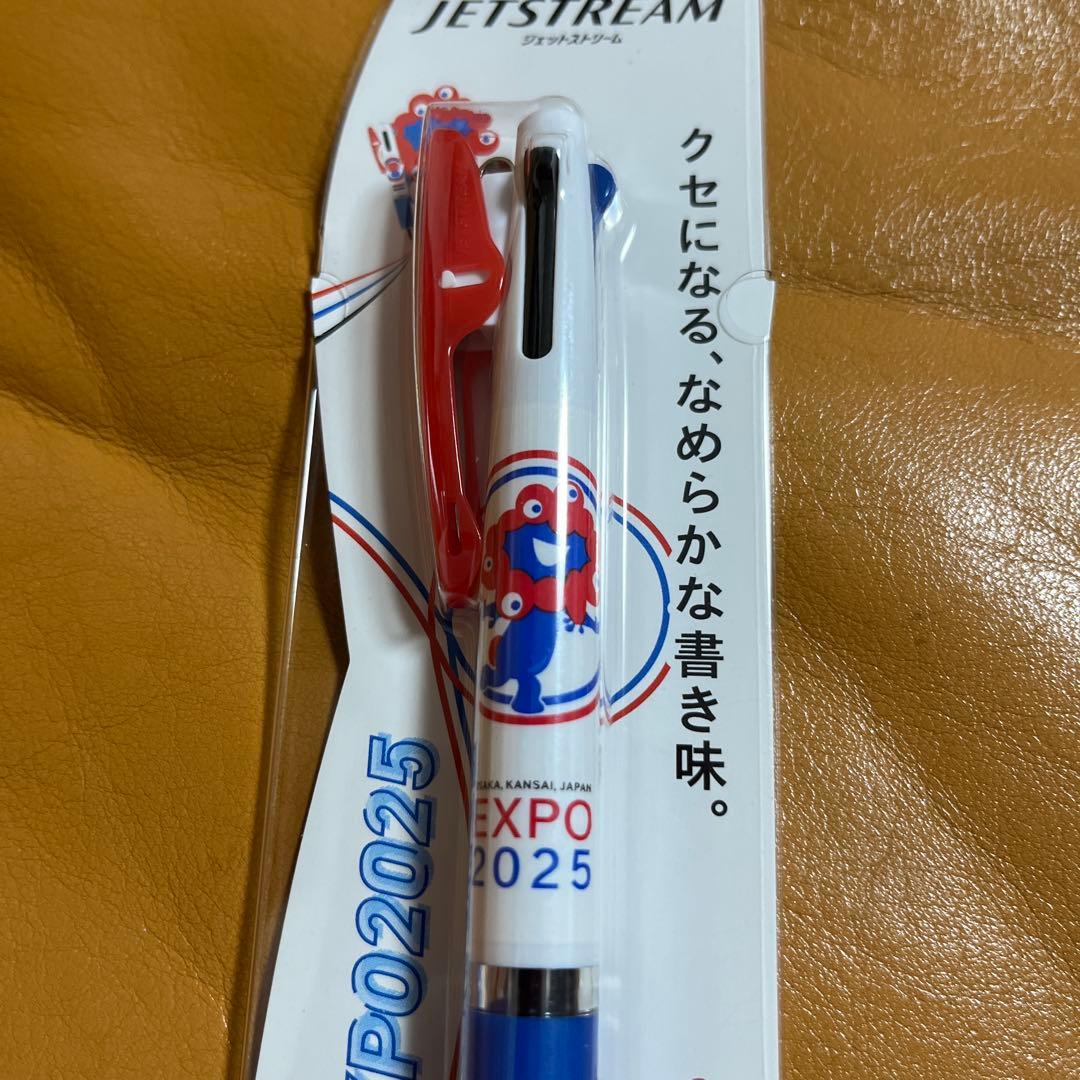 JETSTREAM
ジェットストリーム
クセになる、なめらかな書き味。
OSAKA, KANSAI, JAPAN
EXPO
2025
EXPO2025